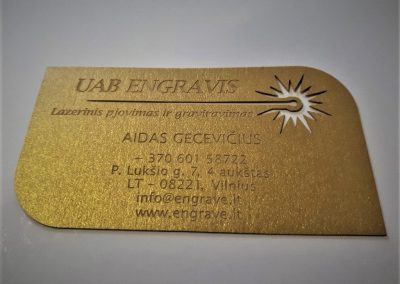 UAB ENGRAVIS
Lazerinis pjovimas ir graviravimas
AIDAS GECEVIČIUS
+ 370 601 58722
P. Lukšio g. 7, 4 aukštas
LT - 08221, Vilnius
info@engrave.lt
www.engrave.lt